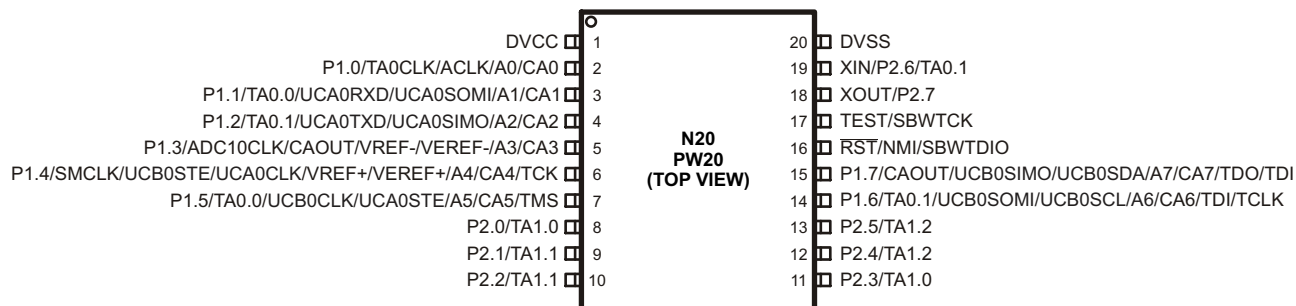 DVCC 1
P1.0/TA0CLK/ACLK/A0/CA0 2
P1.1/TA0.0/UCA0RXD/UCA0SOMI/A1/CA1 3
P1.2/TA0.1/UCA0TXD/UCA0SIMO/A2/CA2 4
P1.3/ADC10CLK/CAOUT/VREF-/VEREF-/A3/CA3 5
P1.4/SMCLK/UCB0STE/UCA0CLK/VREF+/VEREF+/A4/CA4/TCK 6
P1.5/TA0.0/UCB0CLK/UCA0STE/A5/CA5/TMS 7
P2.0/TA1.0 8
P2.1/TA1.1 9
P2.2/TA1.1 10
N20
PW20
(TOP VIEW)
20 DVSS
19 XIN/P2.6/TA0.1
18 XOUT/P2.7
17 TEST/SBWTCK
16 RST/NMI/SBWTDIO
15 P1.7/CAOUT/UCB0SIMO/UCB0SDA/A7/CA7/TDO/TDI
14 P1.6/TA0.1/UCB0SOMI/UCB0SCL/A6/CA6/TDI/TCLK
13 P2.5/TA1.2
12 P2.4/TA1.2
11 P2.3/TA1.0